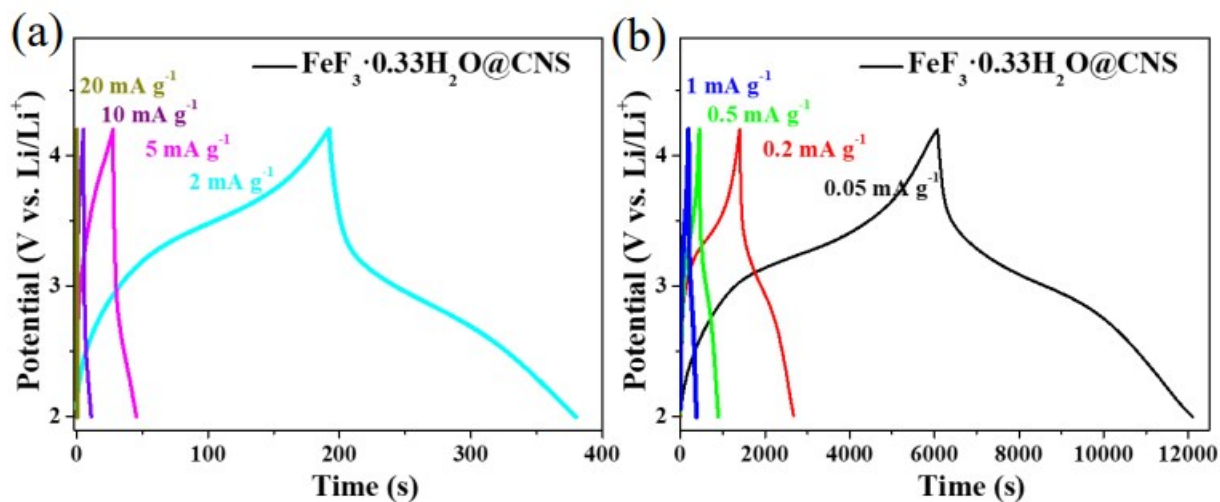 (a)
FeF₃·0.33H₂O@CNS
20 mA g⁻¹
10 mA g⁻¹
5 mA g⁻¹
2 mA g⁻¹
Potential (V vs. Li/Li⁺)
4
3
2
0 100 200 300 400
Time (s)
(b)
FeF₃·0.33H₂O@CNS
1 mA g⁻¹
0.5 mA g⁻¹
0.2 mA g⁻¹
0.05 mA g⁻¹
Potential (V vs. Li/Li⁺)
4
3
2
0 2000 4000 6000 8000 10000 12000
Time (s)